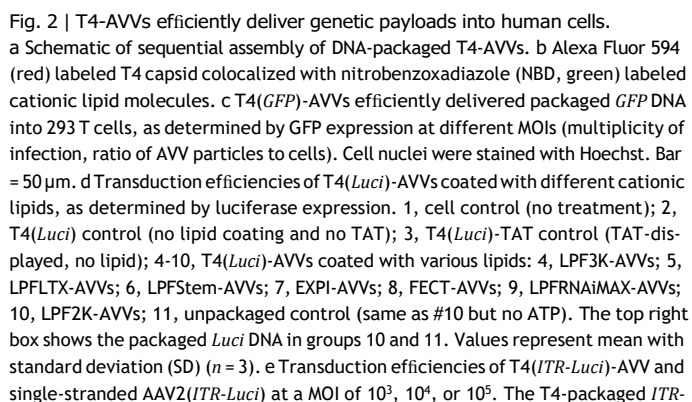 Fig. 2 | T4-AVVs efficiently deliver genetic payloads into human cells.
a Schematic of sequential assembly of DNA-packaged T4-AVVs. b Alexa Fluor 594
(red) labeled T4 capsid colocalized with nitrobenzoxadiazole (NBD, green) labeled
cationic lipid molecules. c T4(GFP)-AVVs efficiently delivered packaged GFP DNA
into 293 T cells, as determined by GFP expression at different MOIs (multiplicity of
infection, ratio of AVV particles to cells). Cell nuclei were stained with Hoechst. Bar
= 50 µm. d Transduction efficiencies of T4(Luci)-AVVs coated with different cationic
lipids, as determined by luciferase expression. 1, cell control (no treatment); 2,
T4(Luci) control (no lipid coating and no TAT); 3, T4(Luci)-TAT control (TAT-dis-
played, no lipid); 4-10, T4(Luci)-AVVs coated with various lipids: 4, LPF3K-AVVs; 5,
LPFLTX-AVVs; 6, LPFStem-AVVs; 7, EXPI-AVVs; 8, FECT-AVVs; 9, LPFRNAiMAX-AVVs;
10, LPF2K-AVVs; 11, unpackaged control (same as #10 but no ATP). The top right
box shows the packaged Luci DNA in groups 10 and 11. Values represent mean with
standard deviation (SD) (n = 3). e Transduction efficiencies of T4(ITR-Luci)-AVV and
single-stranded AAV2(ITR-Luci) at a MOI of 10³, 10⁴, or 10⁵. The T4-packaged ITR-